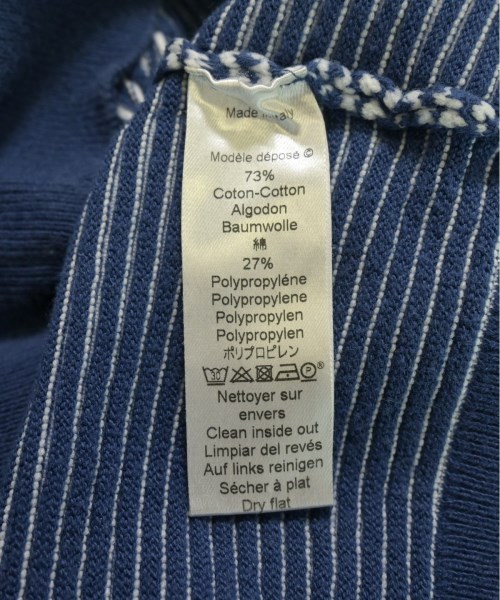 Made in Italy
Modèle déposé ©
73%
Coton-Cotton
Algodon
Baumwolle
綿
27%
Polypropyléne
Polypropylene
Polypropylen
Polypropylen
ポリプロピレン
30 P ®
Nettoyer sur
envers
Clean inside out
Limpiar del revés
Auf links reinigen
Sécher à plat
Dry flat